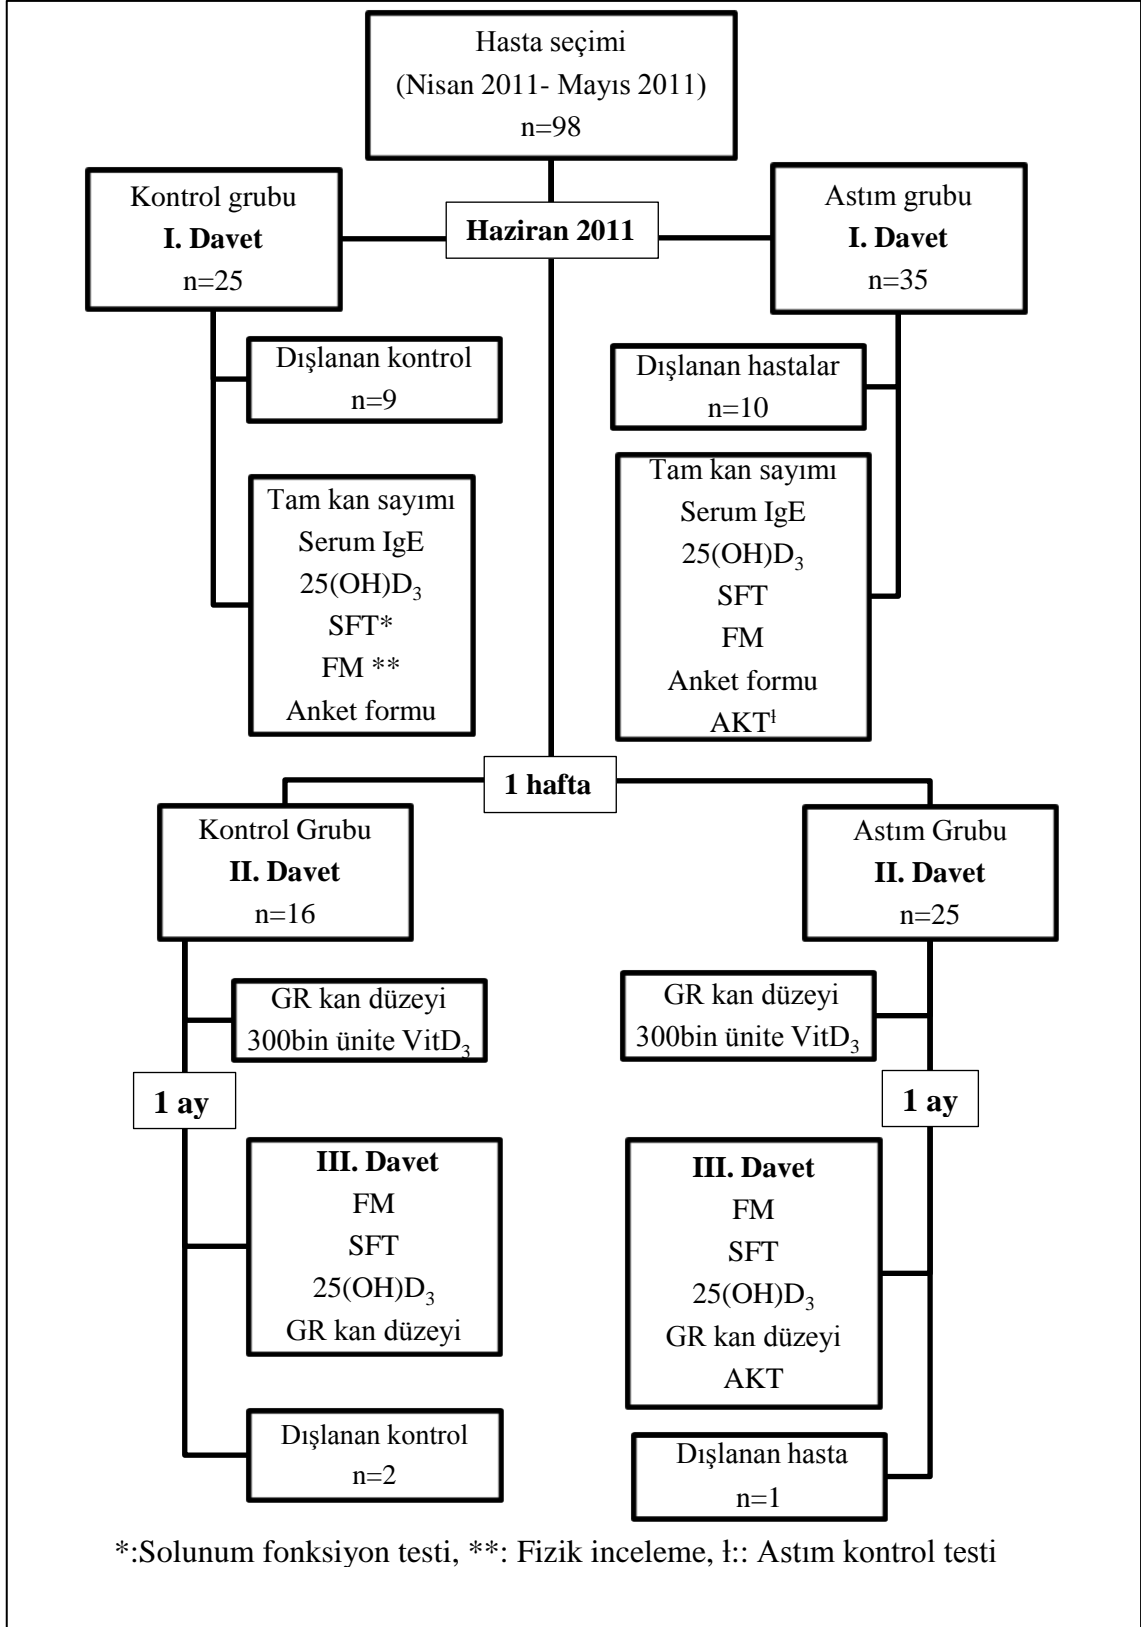 Hasta seçimi
(Nisan 2011- Mayıs 2011)
n=98
Kontrol grubu
I. Davet
n=25
Haziran 2011
Astım grubu
I. Davet
n=35
Dışlanan kontrol
n=9
Dışlanan hastalar
n=10
Tam kan sayımı
Serum IgE
25(OH)D₃
SFT*
FM **
Anket formu
Tam kan sayımı
Serum IgE
25(OH)D₃
SFT
FM
Anket formu
AKTƚ
1 hafta
Kontrol Grubu
II. Davet
n=16
Astım Grubu
II. Davet
n=25
GR kan düzeyi
300bin ünite VitD₃
GR kan düzeyi
300bin ünite VitD₃
1 ay
1 ay
III. Davet
FM
SFT
25(OH)D₃
GR kan düzeyi
III. Davet
FM
SFT
25(OH)D₃
GR kan düzeyi
AKT
Dışlanan kontrol
n=2
Dışlanan hasta
n=1
*:Solunum fonksiyon testi, **: Fizik inceleme, ƚ:: Astım kontrol testi